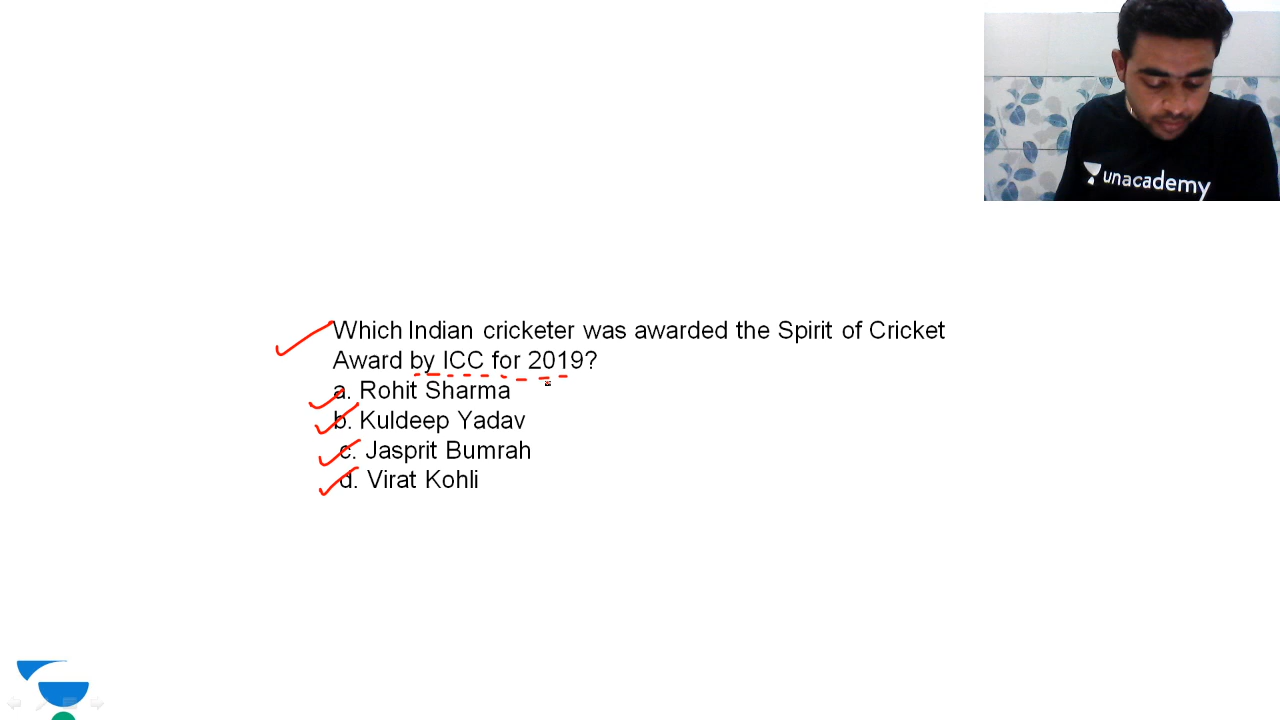 unacademy
Which Indian cricketer was awarded the Spirit of Cricket
Award by ICC for 2019?
a. Rohit Sharma
b. Kuldeep Yadav
c. Jasprit Bumrah
d. Virat Kohli